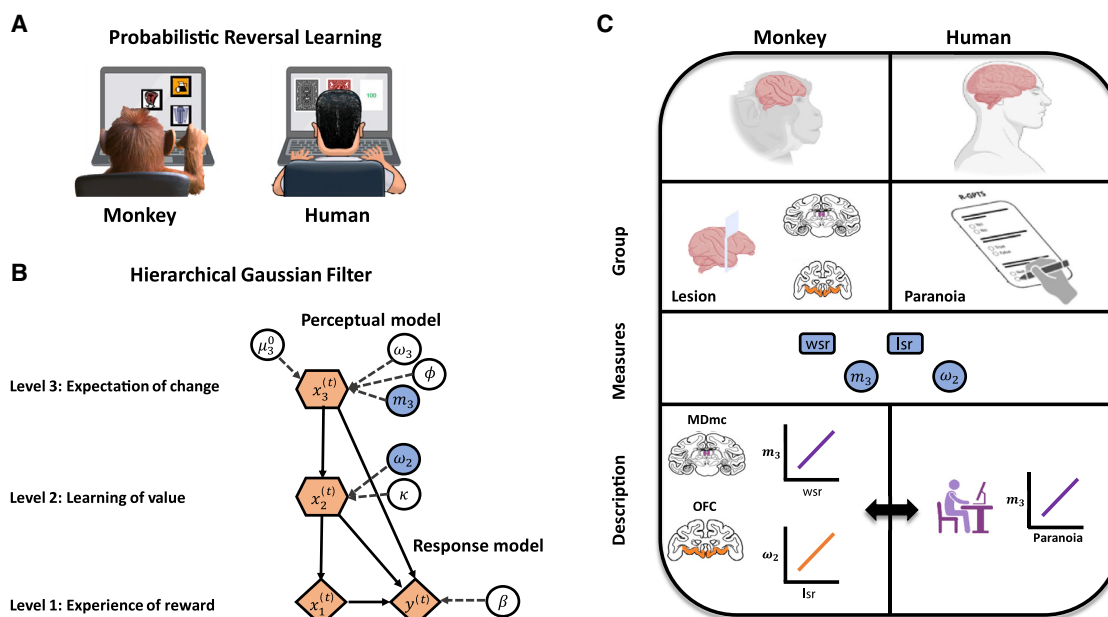 A
Probabilistic Reversal Learning
100
Monkey
Human
B
Hierarchical Gaussian Filter
Perceptual model
μ₃⁰
ω₃
ϕ
Level 3: Expectation of change
x₃⁽ᵗ⁾
m₃
ω₂
Level 2: Learning of value
x₂⁽ᵗ⁾
κ
Response model
Level 1: Experience of reward
x₁⁽ᵗ⁾
y⁽ᵗ⁾
β
C
Monkey
Human
Group
Lesion
R-GPTS
Paranoia
Measures
wsr
lsr
m₃
ω₂
Description
MDmc
m₃
wsr
OFC
ω₂
lsr
m₃
Paranoia